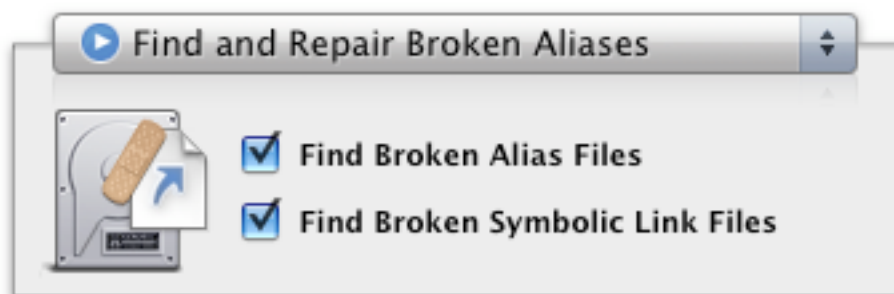 Find and Repair Broken Aliases
Find Broken Alias Files
Find Broken Symbolic Link Files